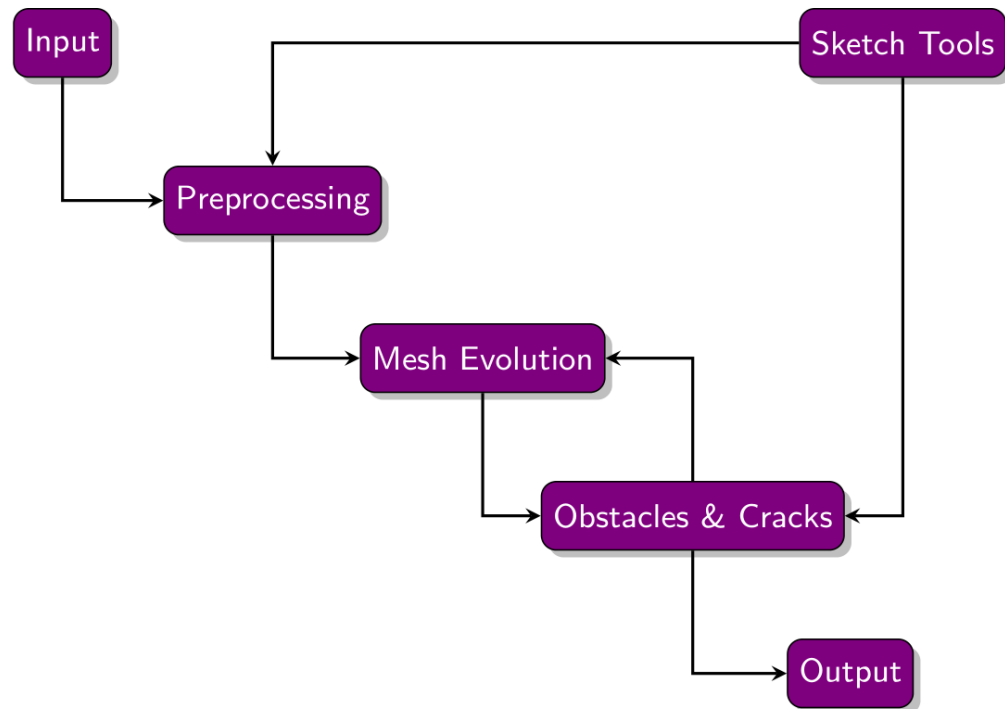 Input
Sketch Tools
Preprocessing
Mesh Evolution
Obstacles & Cracks
Output